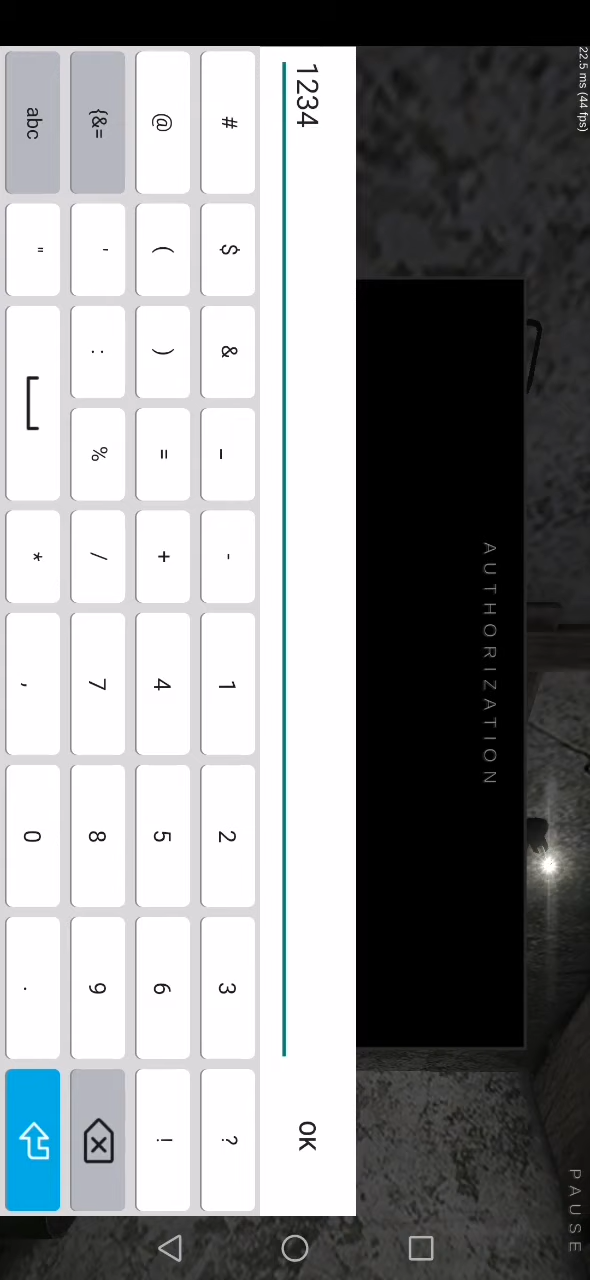 22.5 ms (44 fps)
AUTHORIZATION
PAUSE
1234
OK
# $ & _ - 1 2 3 ?
@ ( ) = + 4 5 6 !
{&= ' : % / 7 8 9
abc " * , 0 .